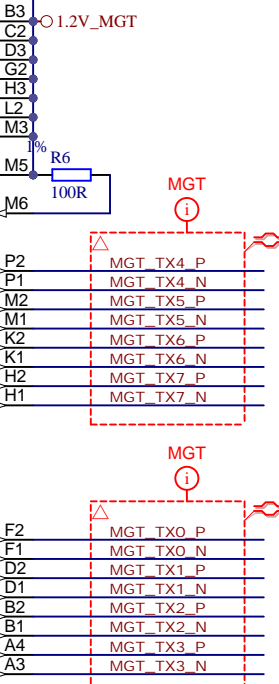 B3 1.2V_MGT
C2
D3
G2
H3
L2
M3
1%
M5 R6
100R
M6
MGT
i
P2 MGT_TX4_P
P1 MGT_TX4_N
M2 MGT_TX5_P
M1 MGT_TX5_N
K2 MGT_TX6_P
K1 MGT_TX6_N
H2 MGT_TX7_P
H1 MGT_TX7_N
MGT
i
F2 MGT_TX0_P
F1 MGT_TX0_N
D2 MGT_TX1_P
D1 MGT_TX1_N
B2 MGT_TX2_P
B1 MGT_TX2_N
A4 MGT_TX3_P
A3 MGT_TX3_N